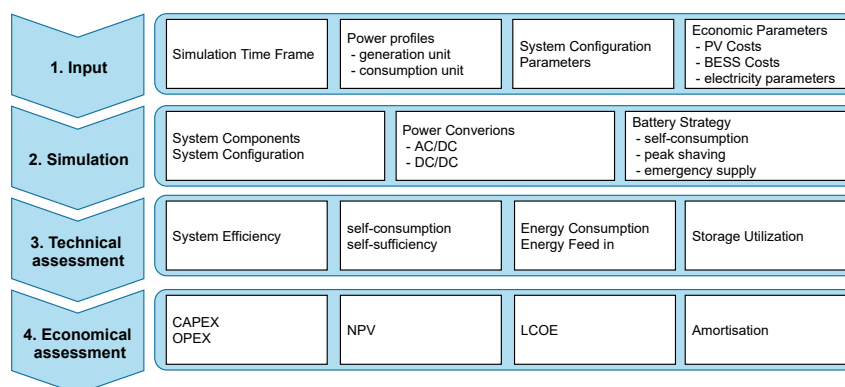 1. Input
Simulation Time Frame
Power profiles
- generation unit
- consumption unit
System Configuration
Parameters
Economic Parameters
- PV Costs
- BESS Costs
- electricity parameters
2. Simulation
System Components
System Configuration
Power Converions
- AC/DC
- DC/DC
Battery Strategy
- self-consumption
- peak shaving
- emergency supply
3. Technical
assessment
System Efficiency
self-consumption
self-sufficiency
Energy Consumption
Energy Feed in
Storage Utilization
4. Economical
assessment
CAPEX
OPEX
NPV
LCOE
Amortisation